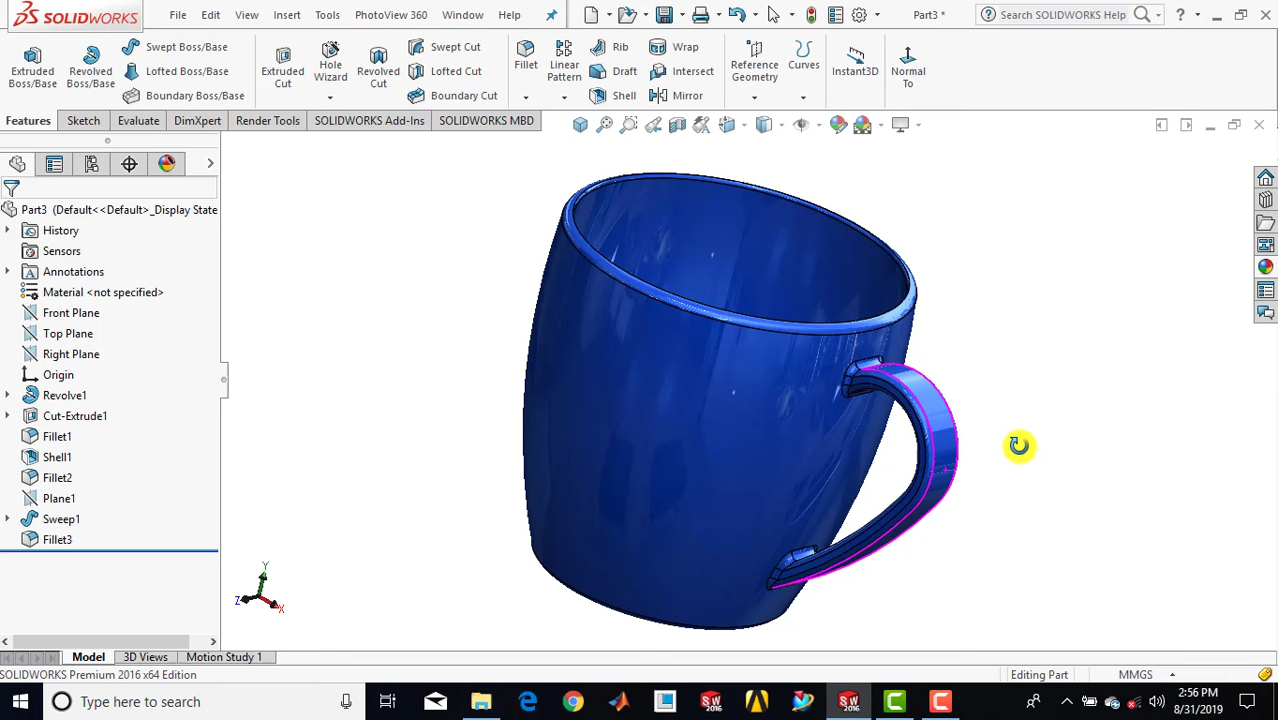 SOLIDWORKS File Edit View Insert Tools PhotoView 360 Window Help Part3 * Search SOLIDWORKS Help ?
Extruded Boss/Base
Revolved Boss/Base
Swept Boss/Base
Lofted Boss/Base
Boundary Boss/Base
Extruded Cut
Hole Wizard
Revolved Cut
Swept Cut
Lofted Cut
Boundary Cut
Fillet
Linear Pattern
Rib
Draft
Shell
Wrap
Intersect
Mirror
Reference Geometry
Curves
Instant3D
Normal To
Features Sketch Evaluate DimXpert Render Tools SOLIDWORKS Add-Ins SOLIDWORKS MBD
Part3 (Default<<Default>_Display State
History
Sensors
Annotations
Material <not specified>
Front Plane
Top Plane
Right Plane
Origin
Revolve1
Cut-Extrude1
Fillet1
Shell1
Fillet2
Plane1
Sweep1
Fillet3
Y
Z
X
Model 3D Views Motion Study 1
SOLIDWORKS Premium 2016 x64 Edition Editing Part MMGS
Type here to search
SW 2016
SW 2016
2:56 PM
8/31/2019